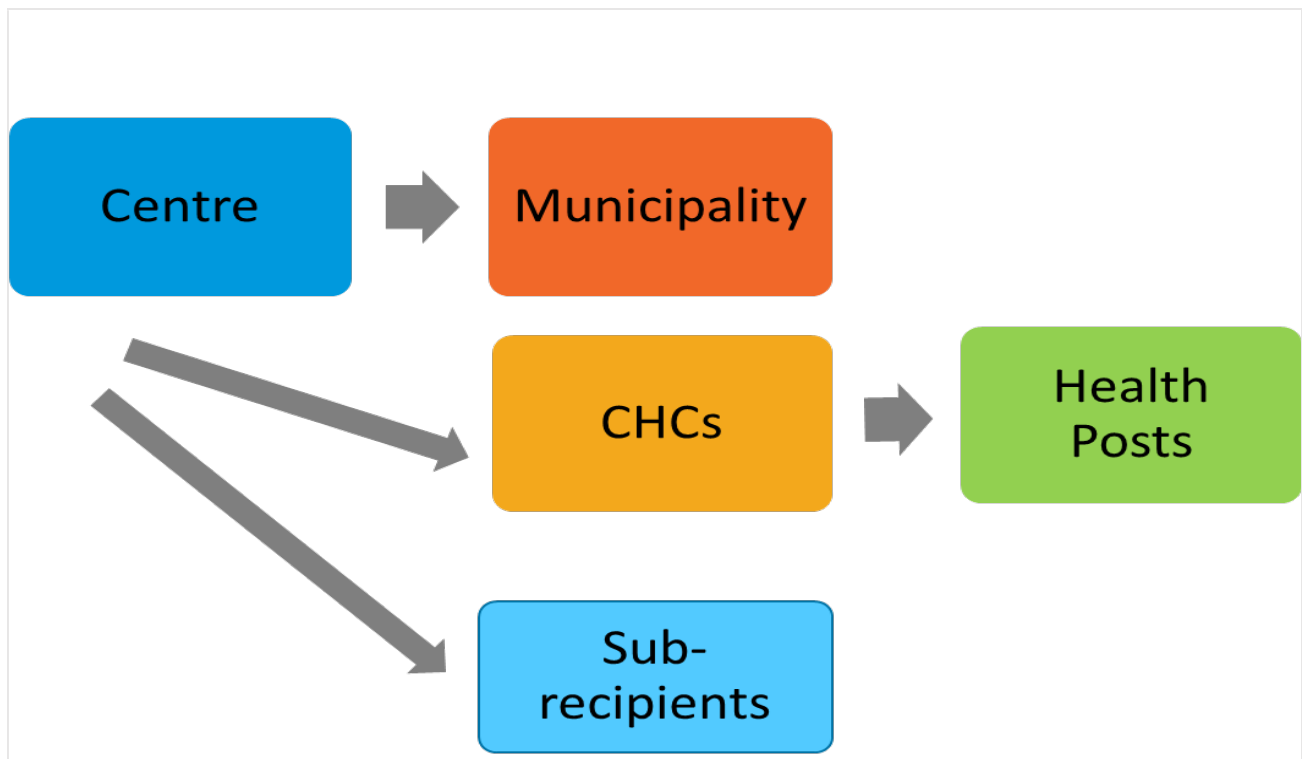 Centre
Municipality
CHCs
Health
Posts
Sub-
recipients